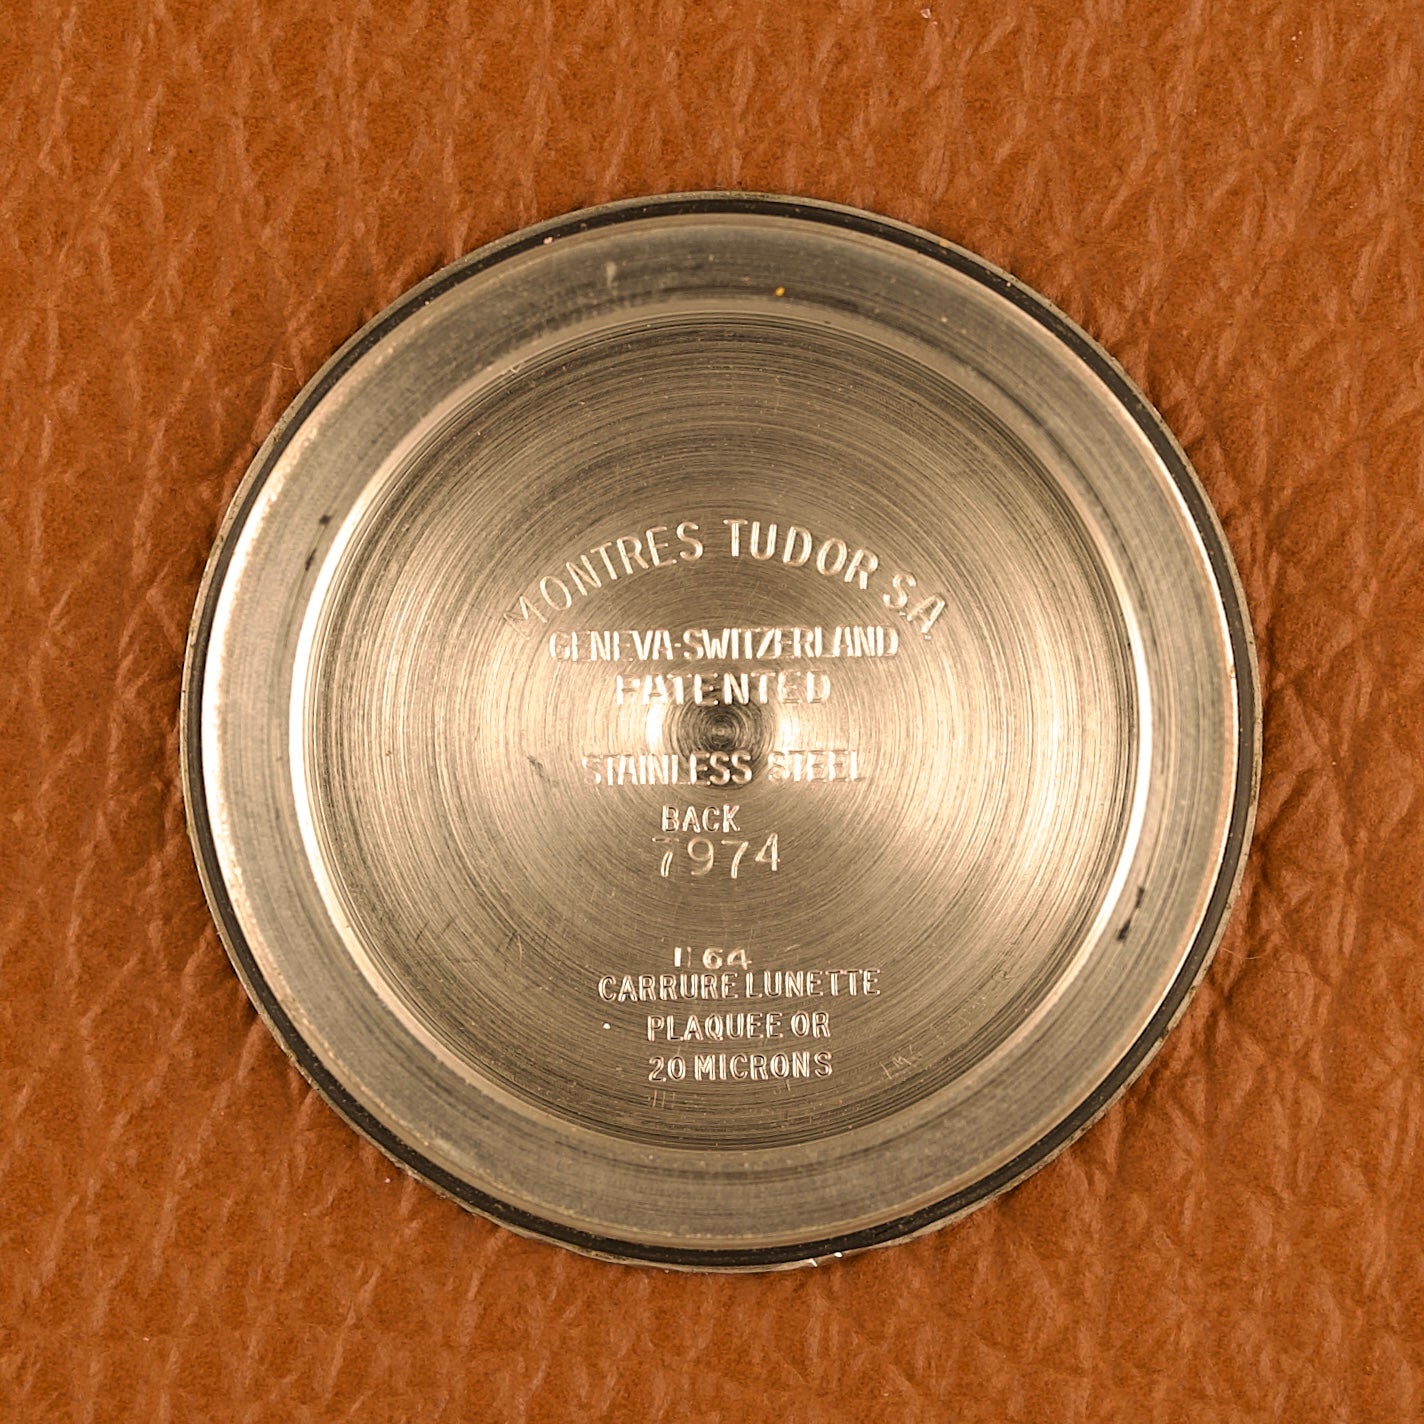 MONTRES TUDOR S.A.
GENEVA-SWITZERLAND
PATENTED
STAINLESS STEEL
BACK
7974
II 64
CARRURE LUNETTE
PLAQUEE OR
20 MICRONS